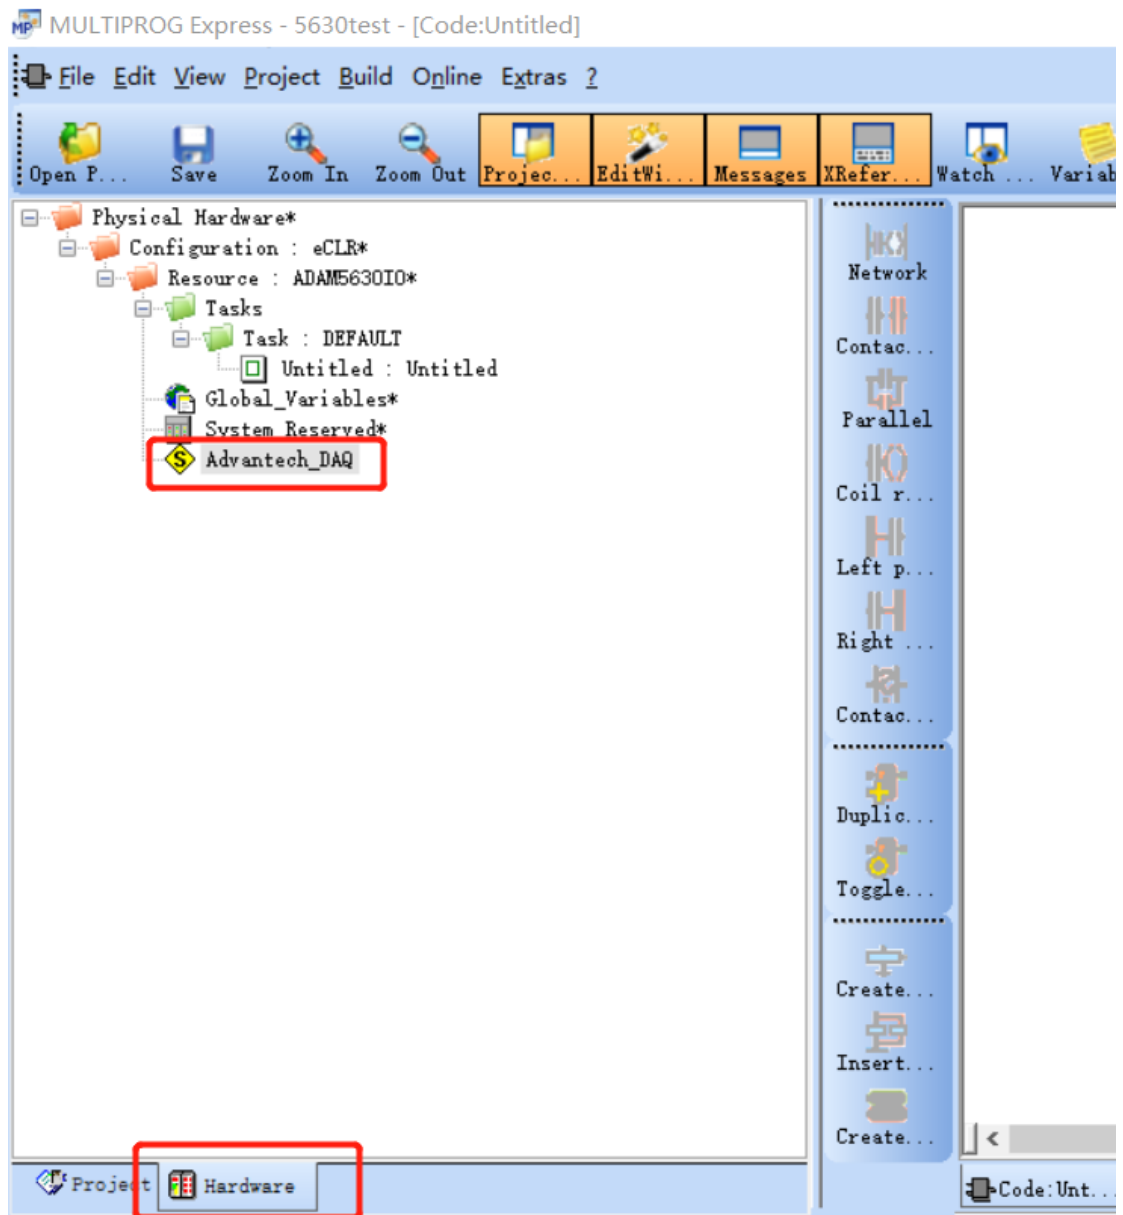 MULTIPROG Express - 5630test - [Code:Untitled]
File Edit View Project Build Online Extras ?
Open P... Save Zoom In Zoom Out Projec... EditWi... Messages XRefer... Watch ... Variab
Physical Hardware*
Configuration : eCLR*
Resource : ADAM5630IO*
Tasks
Task : DEFAULT
Untitled : Untitled
Global_Variables*
System Reserved*
Advantech_DAQ
Network
Contac...
Parallel
Coil r...
Left p...
Right ...
Contac...
Duplic...
Toggle...
Create...
Insert...
Create...
Project Hardware
Code:Unt...